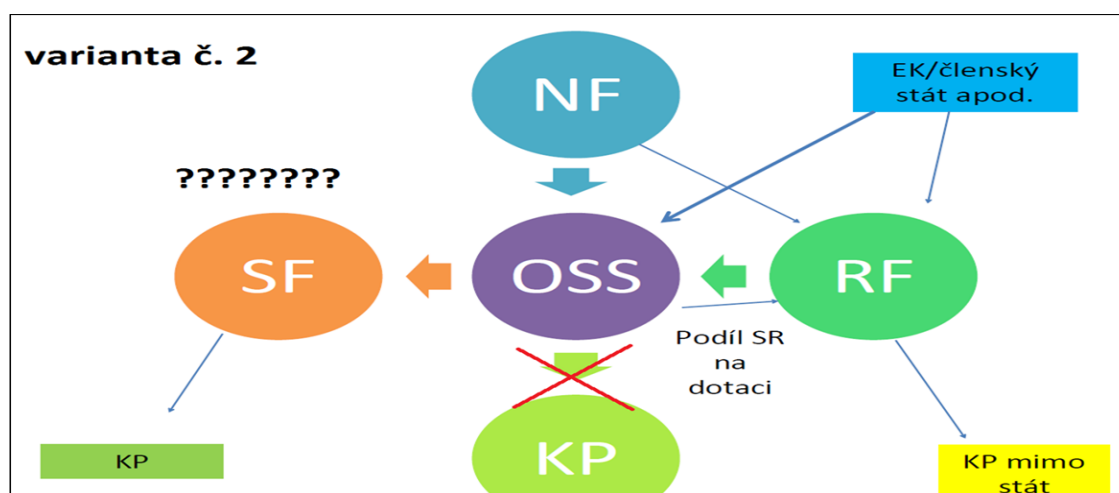 varianta č. 2
NF
EK/členský
stát apod.
????????
SF
OSS
RF
Podíl SR
na
dotaci
KP
KP
KP mimo
stát